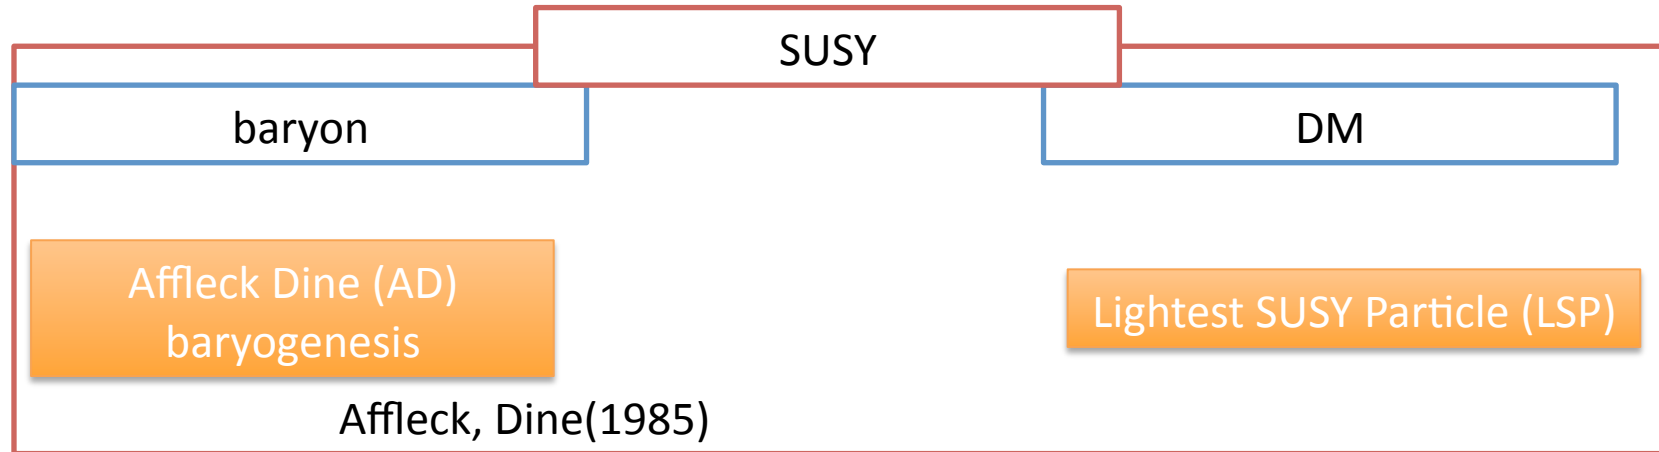 SUSY
baryon
DM
Affleck Dine (AD)
baryogenesis
Lightest SUSY Particle (LSP)
Affleck, Dine(1985)